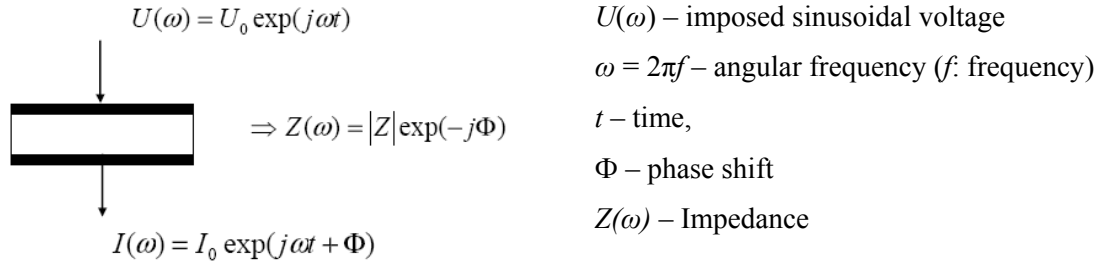 U(ω) = U₀ exp(jωt)
⇒ Z(ω) = |Z| exp(−jΦ)
I(ω) = I₀ exp(jωt + Φ)
U(ω) – imposed sinusoidal voltage
ω = 2πf – angular frequency (f: frequency)
t – time,
Φ – phase shift
Z(ω) – Impedance